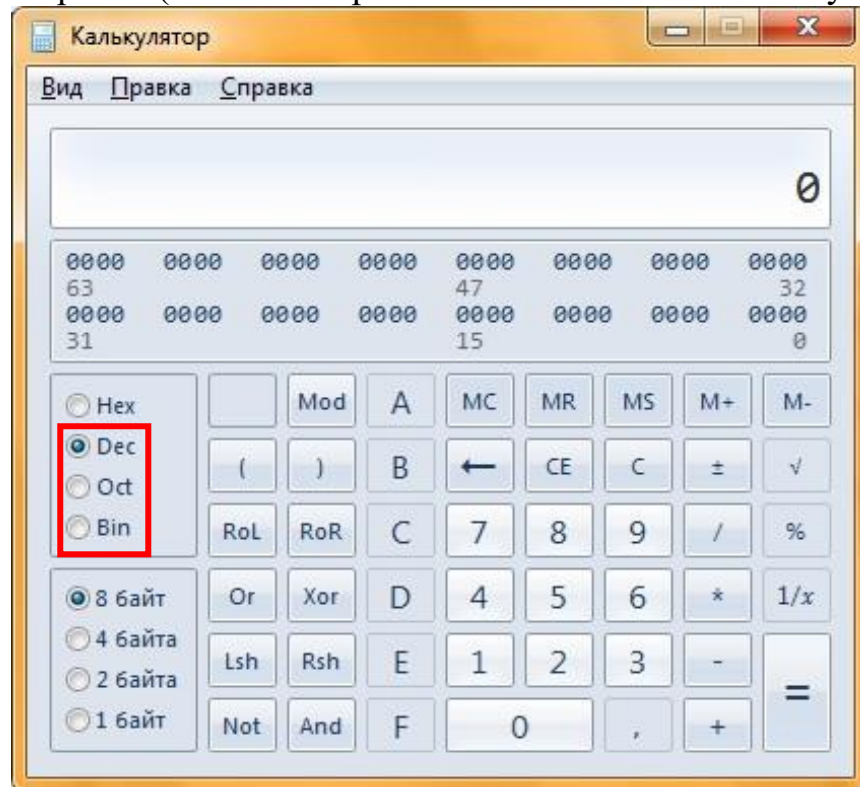 Калькулятор
Вид Правка Справка
0
0000 0000 0000 0000 0000 0000 0000 0000
63 47 32
0000 0000 0000 0000 0000 0000 0000 0000
31 15 0
Hex Mod A MC MR MS M+ M-
Dec ( ) B ← CE C ± √
Oct
Bin RoL RoR C 7 8 9 / %
8 байт Or Xor D 4 5 6 * 1/x
4 байта Lsh Rsh E 1 2 3 - =
2 байта
1 байт Not And F 0 , +